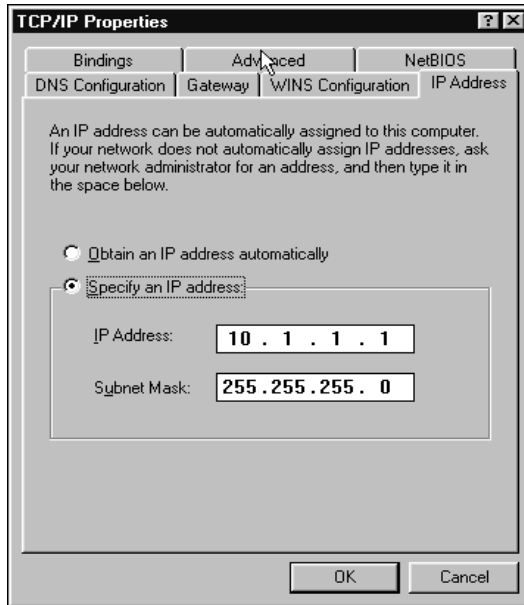 TCP/IP Properties
Bindings Advanced NetBIOS
DNS Configuration Gateway WINS Configuration IP Address
An IP address can be automatically assigned to this computer.
If your network does not automatically assign IP addresses, ask
your network administrator for an address, and then type it in
the space below.
Obtain an IP address automatically
Specify an IP address:
IP Address: 10 . 1 . 1 . 1
Subnet Mask: 255.255.255. 0
OK Cancel